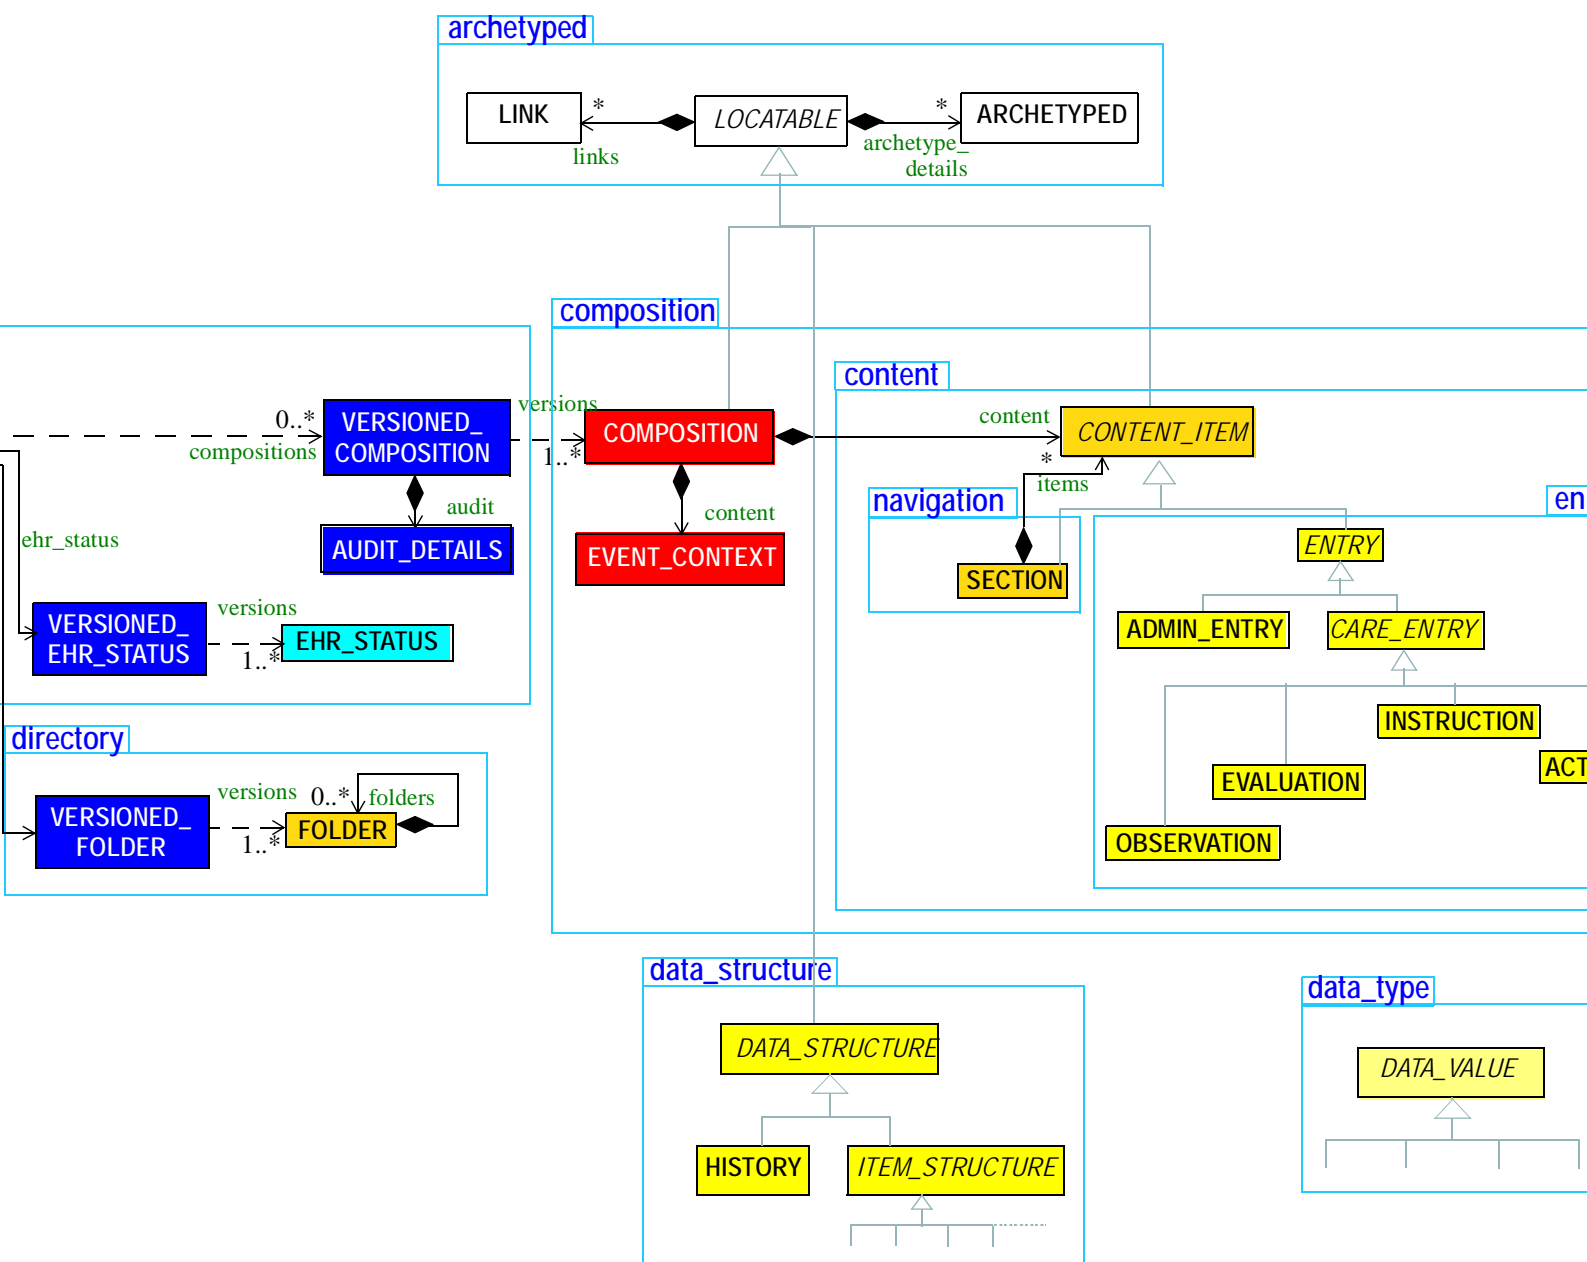 archetyped
LINK
*
LOCATABLE
*
ARCHETYPED
links
archetype_
details
composition
content
0..*
compositions
VERSIONED_
COMPOSITION
versions
1..*
COMPOSITION
content
*
CONTENT_ITEM
items
audit
AUDIT_DETAILS
content
EVENT_CONTEXT
navigation
SECTION
en
ENTRY
ADMIN_ENTRY
CARE_ENTRY
INSTRUCTION
ACT
EVALUATION
OBSERVATION
ehr_status
VERSIONED_
EHR_STATUS
versions
1..*
EHR_STATUS
directory
VERSIONED_
FOLDER
versions
1..*
0..*
folders
FOLDER
data_structure
DATA_STRUCTURE
HISTORY
ITEM_STRUCTURE
data_type
DATA_VALUE